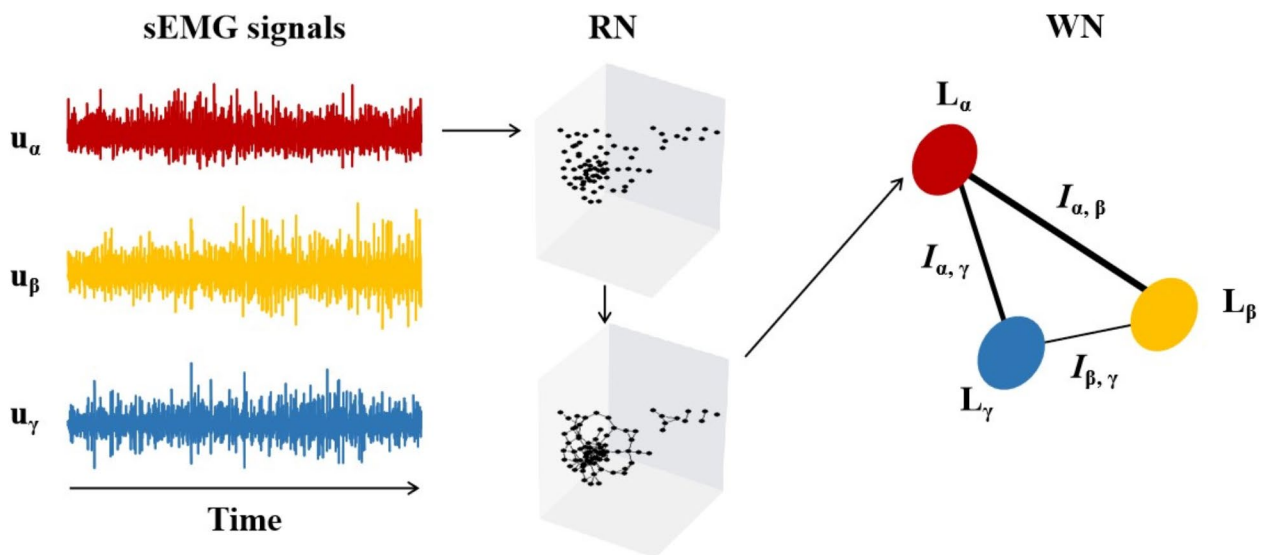 sEMG signals
RN
WN
uα
uβ
uγ
Time
Lα
Iα, β
Iα, γ
Lβ
Iβ, γ
Lγ